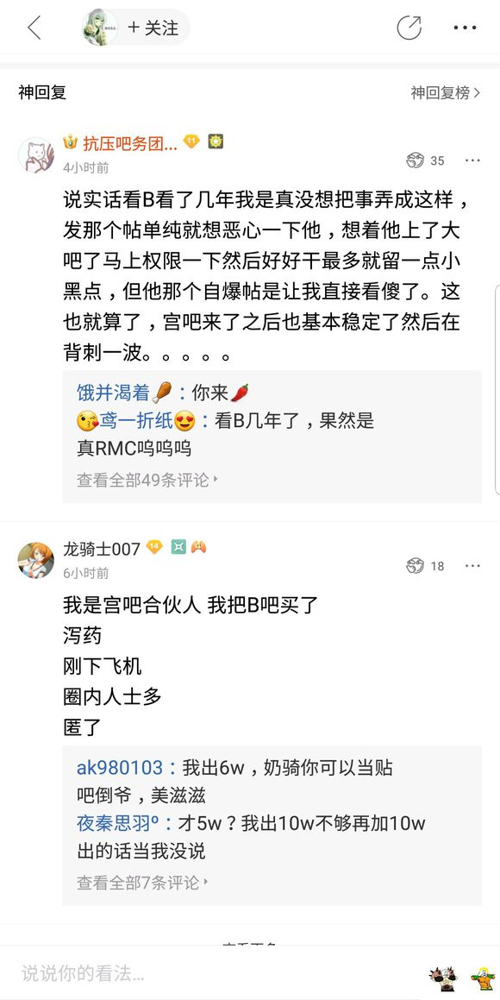 + 关注
神回复
神回复榜
抗压吧务团... 11
35
4小时前
说实话看B看了几年我是真没想把事弄成这样，
发那个帖单纯就想恶心一下他，想着他上了大
吧了马上权限一下然后好好干最多就留一点小
黑点，但他那个自爆帖是让我直接看傻了。这
也就算了，宫吧来了之后也基本稳定了然后在
背刺一波。。。。。
饿并渴着🍗：你来🌶️
😘鸢一折纸😍：看B几年了，果然是
真RMC呜呜呜
查看全部49条评论
龙骑士007 14
18
6小时前
我是宫吧合伙人 我把B吧买了
泻药
刚下飞机
圈内人士多
匿了
ak980103：我出6w，奶骑你可以当贴
吧倒爷，美滋滋
夜秦思羽º：才5w？我出10w不够再加10w
出的话当我没说
查看全部7条评论
说说你的看法...